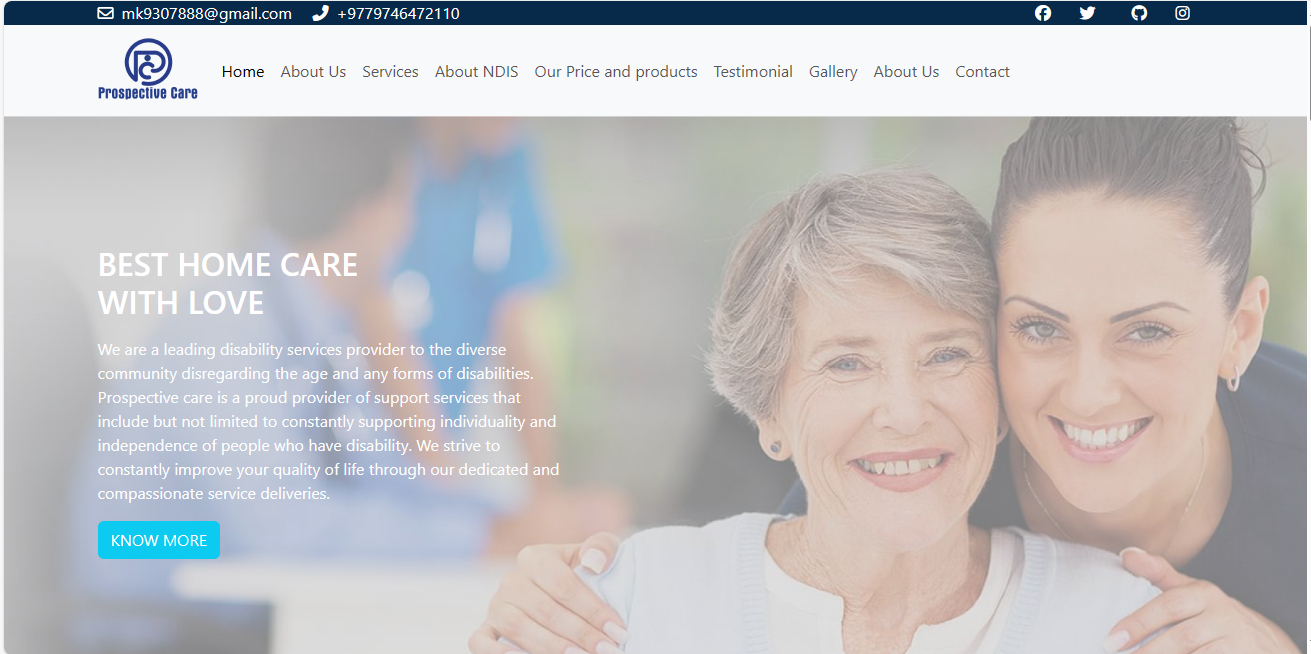 mk9307888@gmail.com +9779746472110
Prospective Care
Home About Us Services About NDIS Our Price and products Testimonial Gallery About Us Contact
BEST HOME CARE
WITH LOVE
We are a leading disability services provider to the diverse
community disregarding the age and any forms of disabilities.
Prospective care is a proud provider of support services that
include but not limited to constantly supporting individuality and
independence of people who have disability. We strive to
constantly improve your quality of life through our dedicated and
compassionate service deliveries.
KNOW MORE